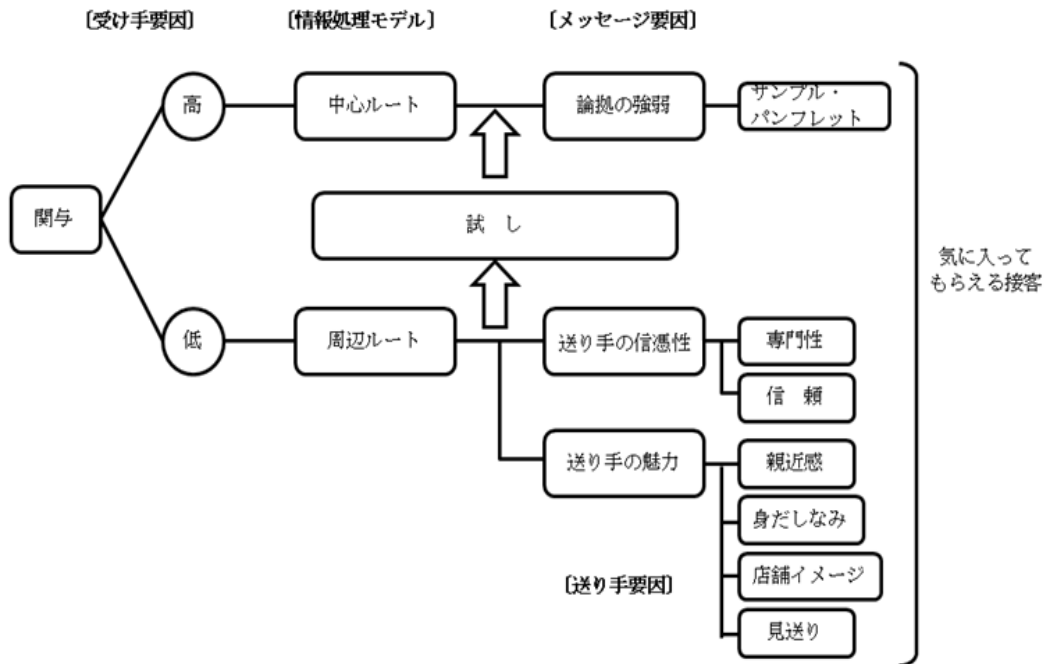 〔受け手要因〕
〔情報処理モデル〕
〔メッセージ要因〕
高
中心ルート
論拠の強弱
サンプル・
パンフレット
関与
試　し
気に入って
もらえる接客
低
周辺ルート
送り手の信憑性
専門性
信　頼
送り手の魅力
親近感
身だしなみ
店舗イメージ
〔送り手要因〕
見送り